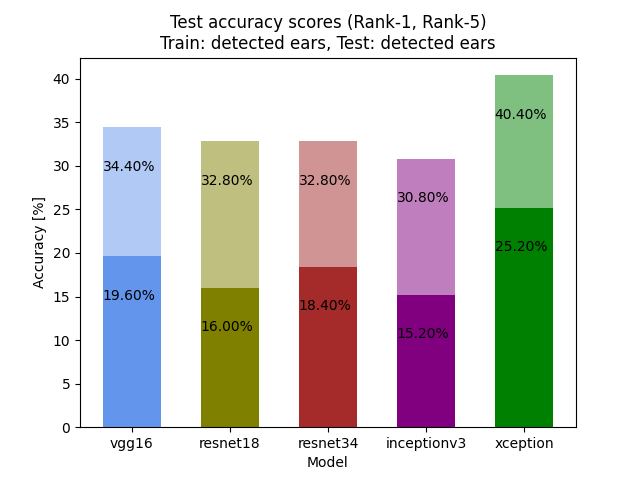 Test accuracy scores (Rank-1, Rank-5)
Train: detected ears, Test: detected ears
Accuracy [%]
40
35
30
25
20
15
10
5
0
34.40%
32.80%
32.80%
30.80%
40.40%
19.60%
16.00%
18.40%
15.20%
25.20%
vgg16
resnet18
resnet34
inceptionv3
xception
Model